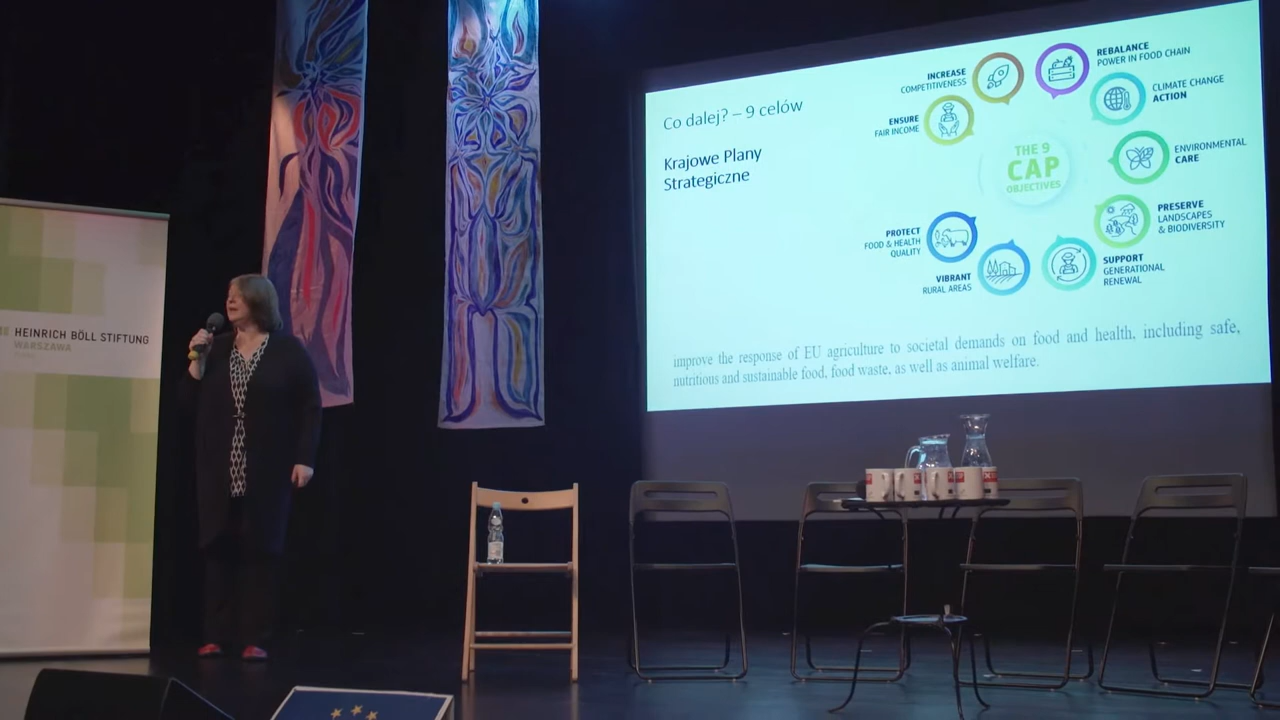 HEINRICH BÖLL STIFTUNG
WARSZAWA
Co dalej? – 9 celów
Krajowe Plany
Strategiczne
INCREASE
COMPETITIVENESS
ENSURE
FAIR INCOME
REBALANCE
POWER IN FOOD CHAIN
CLIMATE CHANGE
ACTION
ENVIRONMENTAL
CARE
THE 9
CAP
OBJECTIVES
PROTECT
FOOD & HEALTH
QUALITY
VIBRANT
RURAL AREAS
PRESERVE
LANDSCAPES
& BIODIVERSITY
SUPPORT
GENERATIONAL
RENEWAL
improve the response of EU agriculture to societal demands on food and health, including safe,
nutritious and sustainable food, food waste, as well as animal welfare.